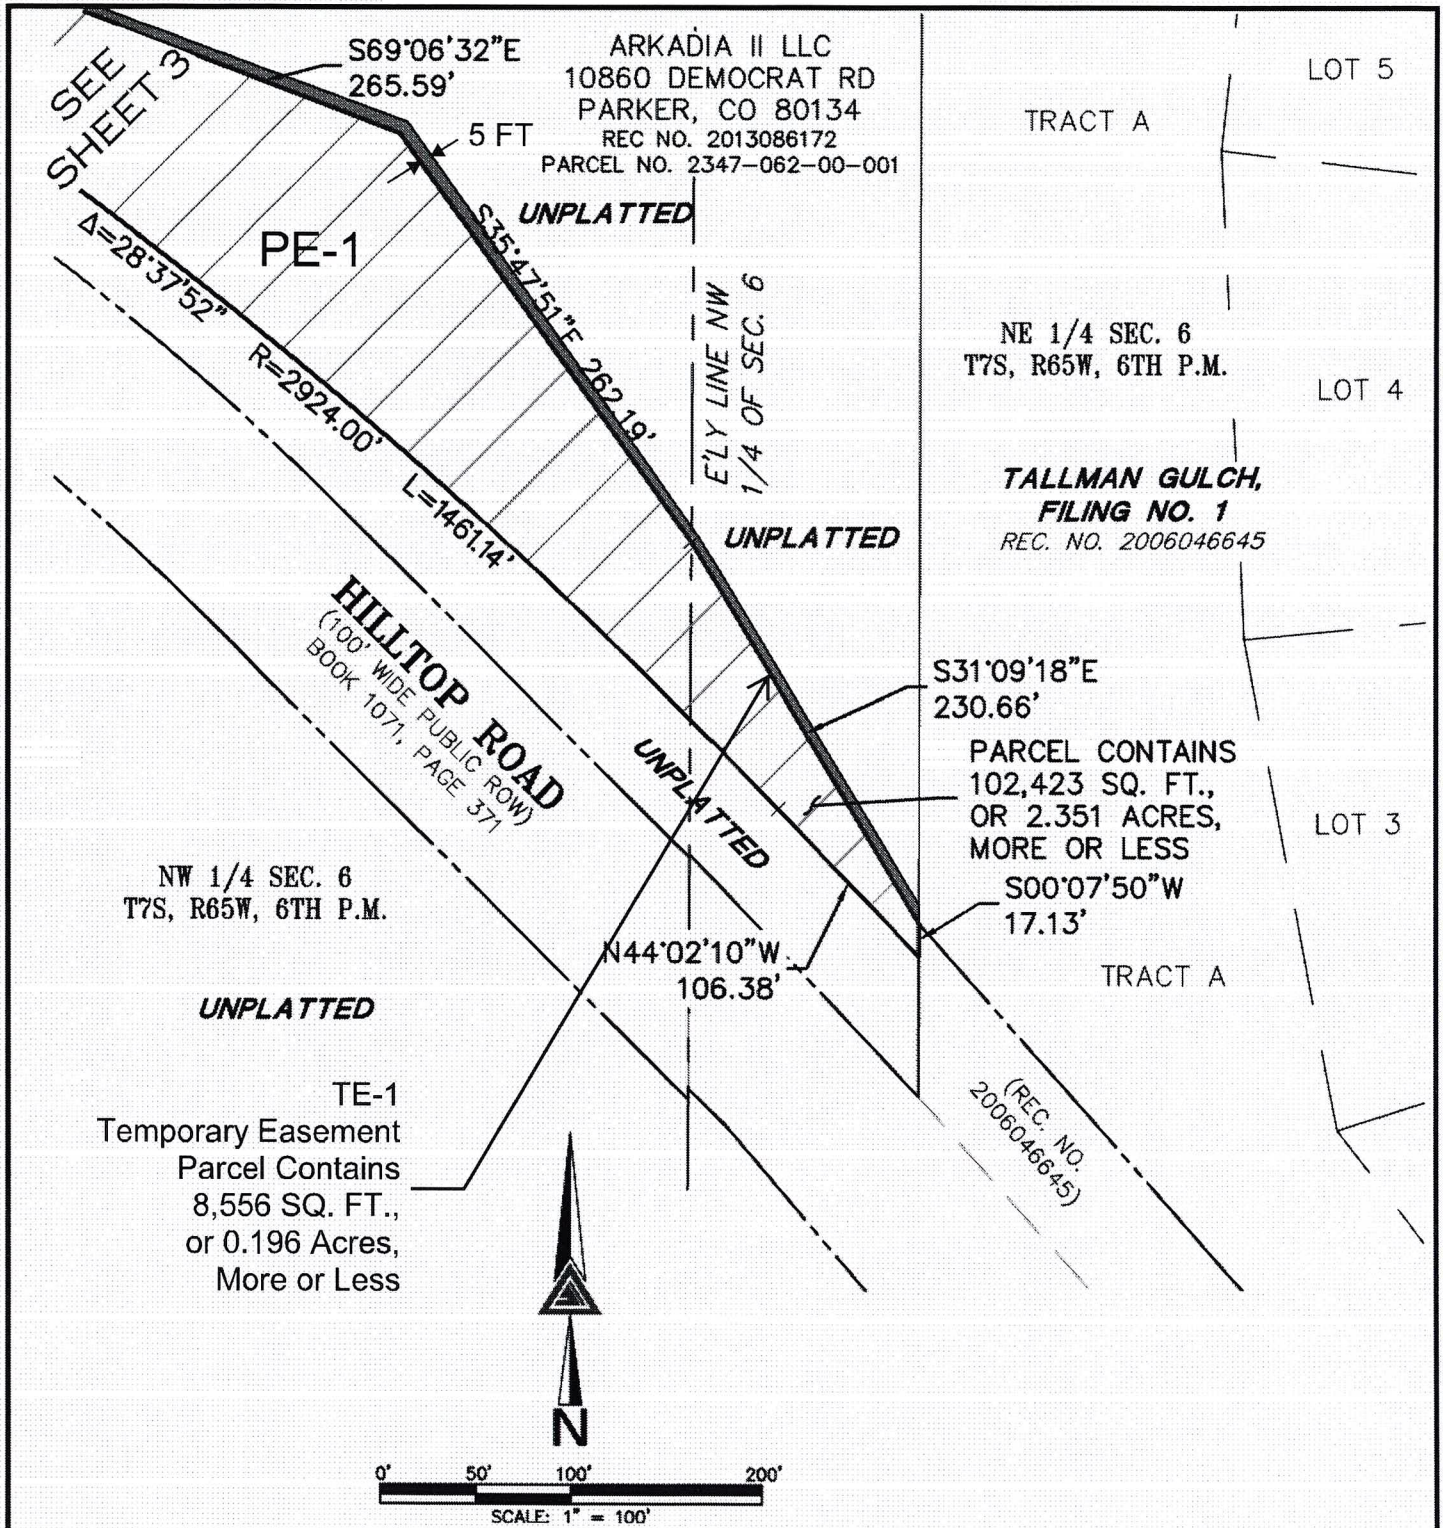 SEE
SHEET 3
S69°06'32"E
265.59'
ARKADIA II LLC
10860 DEMOCRAT RD
PARKER, CO 80134
REC NO. 2013086172
PARCEL NO. 2347-062-00-001
5 FT
UNPLATTED
TRACT A
LOT 5
PE-1
Δ=28°37'52"
R=2924.00'
L=1461.14'
S35°47'51"E 262.19'
E'LY LINE NW
1/4 OF SEC. 6
NE 1/4 SEC. 6
T7S, R65W, 6TH P.M.
LOT 4
TALLMAN GULCH,
FILING NO. 1
REC. NO. 2006046645
UNPLATTED
HILLTOP ROAD
(100' WIDE PUBLIC ROW)
BOOK 1071, PAGE 371
UNPLATTED
S31°09'18"E
230.66'
PARCEL CONTAINS
102,423 SQ. FT.,
OR 2.351 ACRES,
MORE OR LESS
LOT 3
S00°07'50"W
17.13'
NW 1/4 SEC. 6
T7S, R65W, 6TH P.M.
N44°02'10"W
106.38'
TRACT A
UNPLATTED
(REC. NO.
2006046645)
TE-1
Temporary Easement
Parcel Contains
8,556 SQ. FT.,
or 0.196 Acres,
More or Less
N
0' 50' 100' 200'
SCALE: 1" = 100'